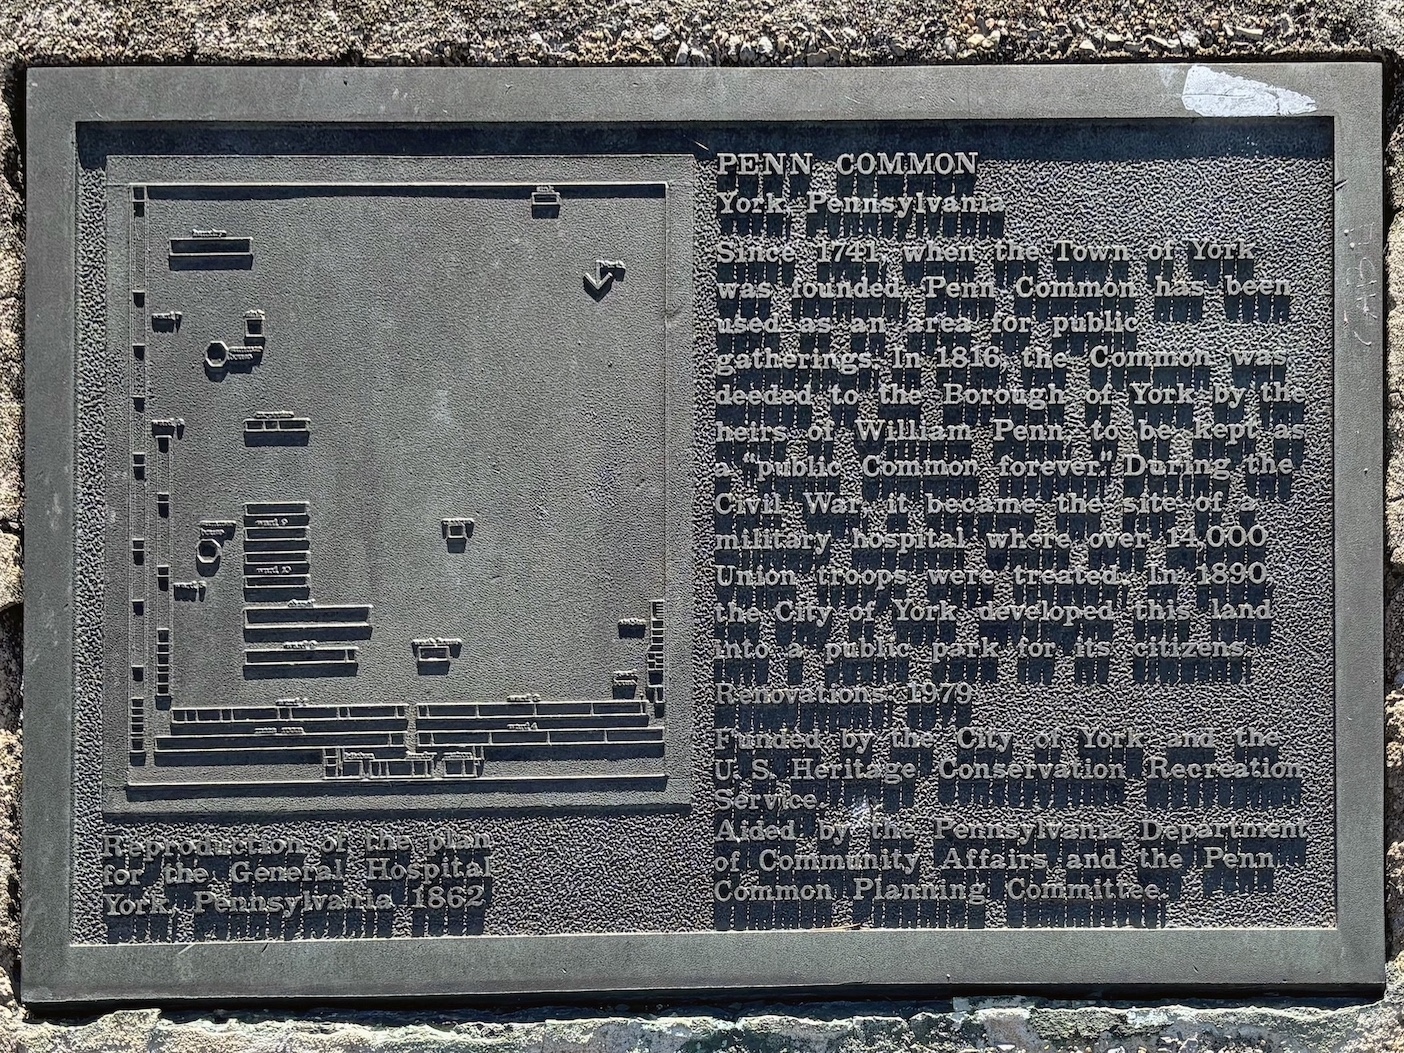 PENN COMMON
York, Pennsylvania
Since 1741, when the Town of York
was founded, Penn Common has been
used as an area for public
gatherings. In 1816, the Common was
deeded to the Borough of York by the
heirs of William Penn, to be kept as
a "public Common forever." During the
Civil War, it became the site of a
military hospital where over 14,000
Union troops were treated. In 1890,
the City of York developed this land
into a public park for its citizens.
Renovations 1979
Funded by the City of York and the
U.S. Heritage Conservation Recreation
Service.
Aided by the Pennsylvania Department
of Community Affairs and the Penn
Common Planning Committee.
ward 9
ward 10
ward 4
Reproduction of the plan
for the General Hospital
York, Pennsylvania 1862